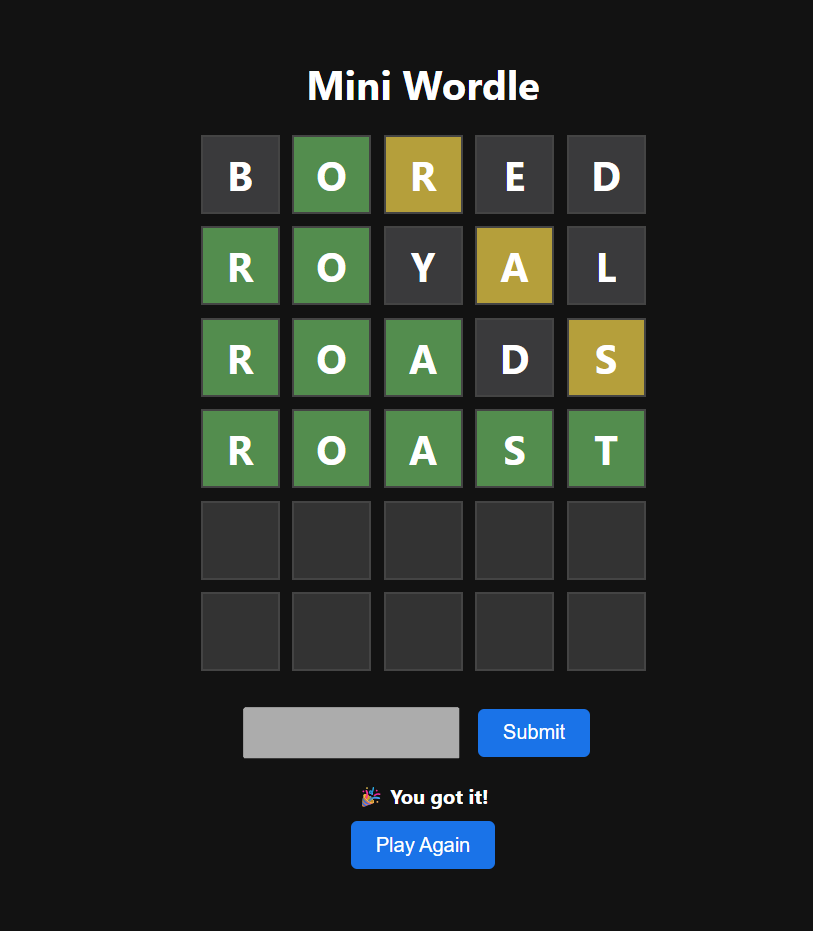 Mini Wordle
B O R E D
R O Y A L
R O A D S
R O A S T
Submit
🎉 You got it!
Play Again